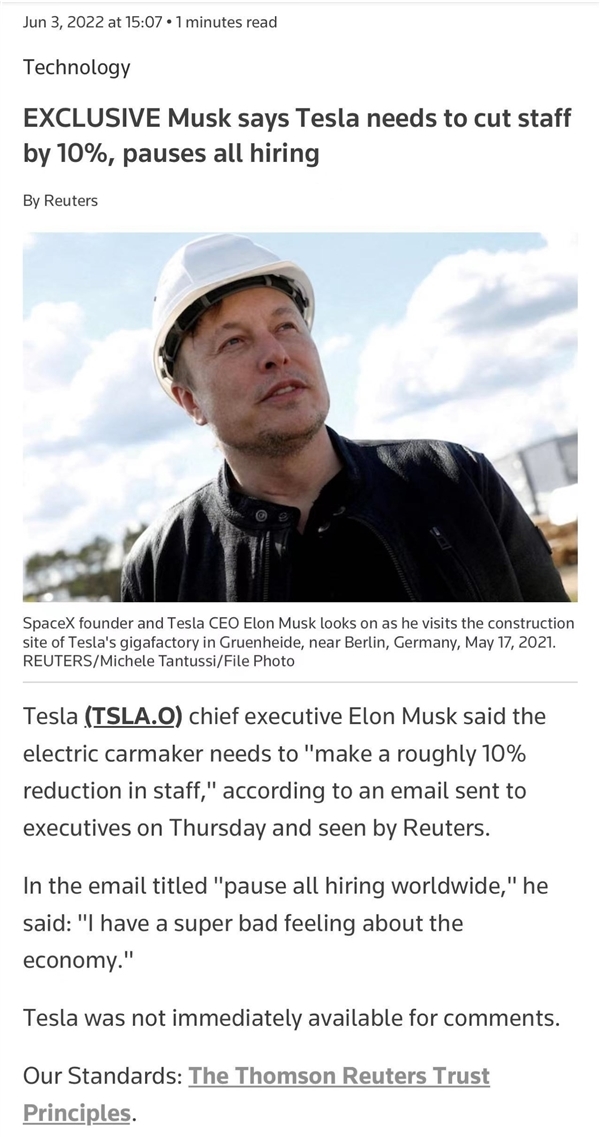 Jun 3, 2022 at 15:07 • 1 minutes read
Technology
EXCLUSIVE Musk says Tesla needs to cut staff
by 10%, pauses all hiring
By Reuters
SpaceX founder and Tesla CEO Elon Musk looks on as he visits the construction
site of Tesla's gigafactory in Gruenheide, near Berlin, Germany, May 17, 2021.
REUTERS/Michele Tantussi/File Photo
Tesla (TSLA.O) chief executive Elon Musk said the
electric carmaker needs to "make a roughly 10%
reduction in staff," according to an email sent to
executives on Thursday and seen by Reuters.
In the email titled "pause all hiring worldwide," he
said: "I have a super bad feeling about the
economy."
Tesla was not immediately available for comments.
Our Standards: The Thomson Reuters Trust
Principles.